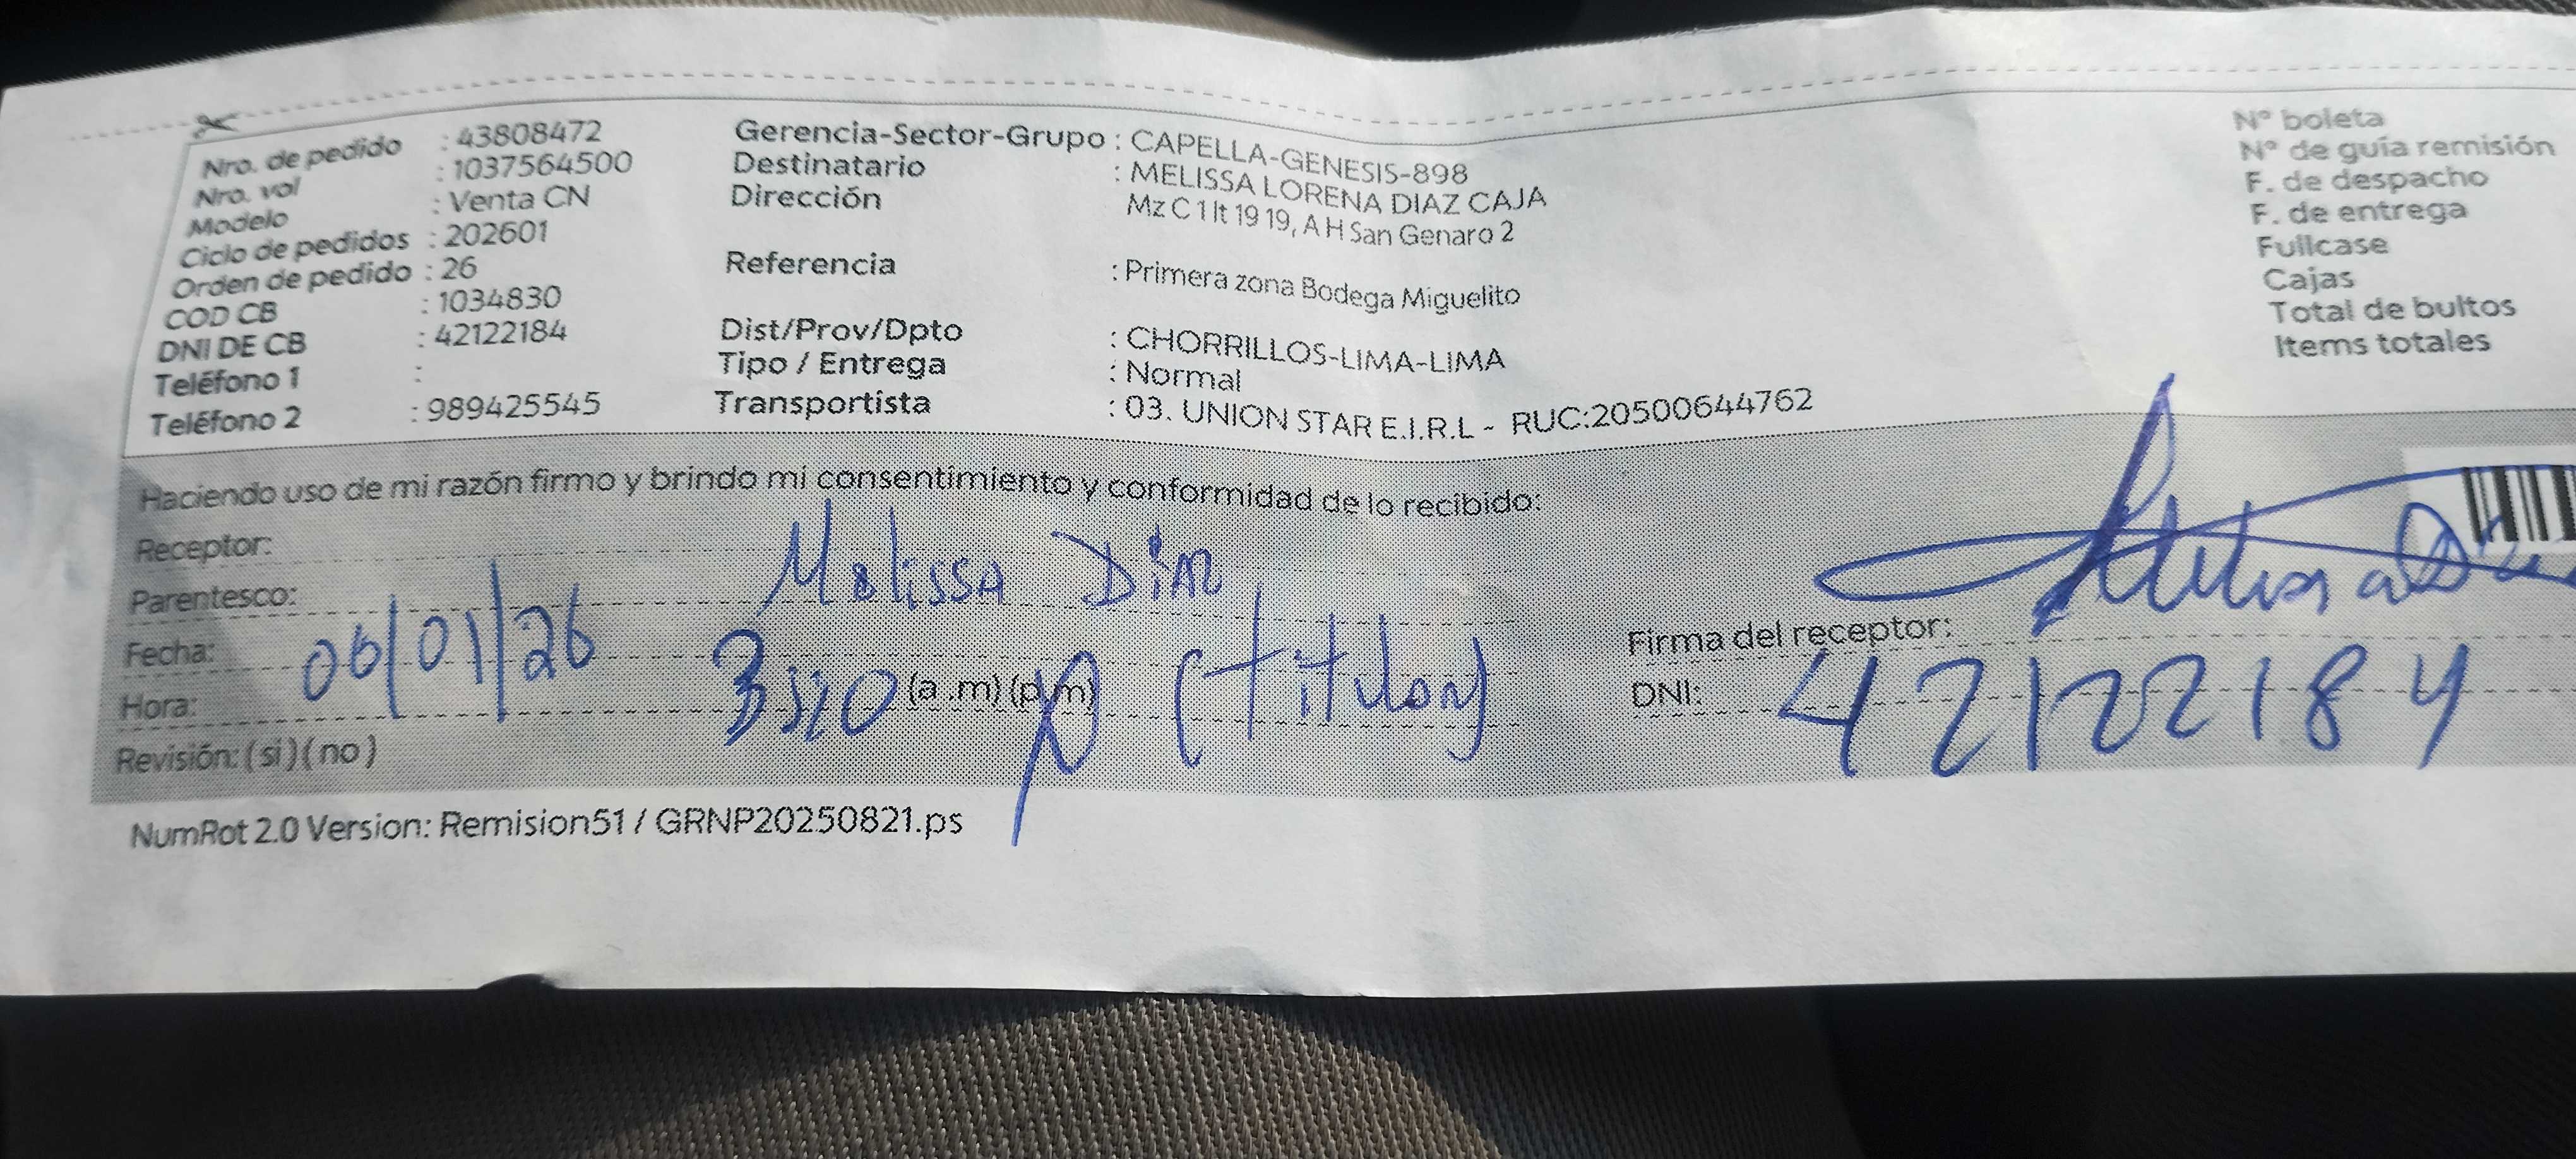 Nro. de pedido : 43808472
Nro. vol : 1037564500
Modelo : Venta CN
Ciclo de pedidos : 202601
Orden de pedido : 26
COD CB : 1034830
DNI DE CB : 42122184
Teléfono 1 :
Teléfono 2 : 989425545
Gerencia-Sector-Grupo : CAPELLA-GENESIS-898
Destinatario : MELISSA LORENA DIAZ CAJA
Dirección Mz C 1 lt 19 19, A H San Genaro 2
Referencia : Primera zona Bodega Miguelito
Dist/Prov/Dpto : CHORRILLOS-LIMA-LIMA
Tipo / Entrega : Normal
Transportista : 03. UNION STAR E.I.R.L - RUC:20500644762
Nº boleta
Nº de guía remisión
F. de despacho
F. de entrega
Fullcase
Cajas
Total de bultos
Items totales
Haciendo uso de mi razón firmo y brindo mi consentimiento y conformidad de lo recibido:
Receptor: Melissa Diaz
Parentesco:
Fecha: 06/01/26
Hora: (a.m)(p.m) (titular)
Revisión: (si)(no)
Firma del receptor:
DNI: 42122184
NumRot 2.0 Version: Remision51 / GRNP20250821.ps